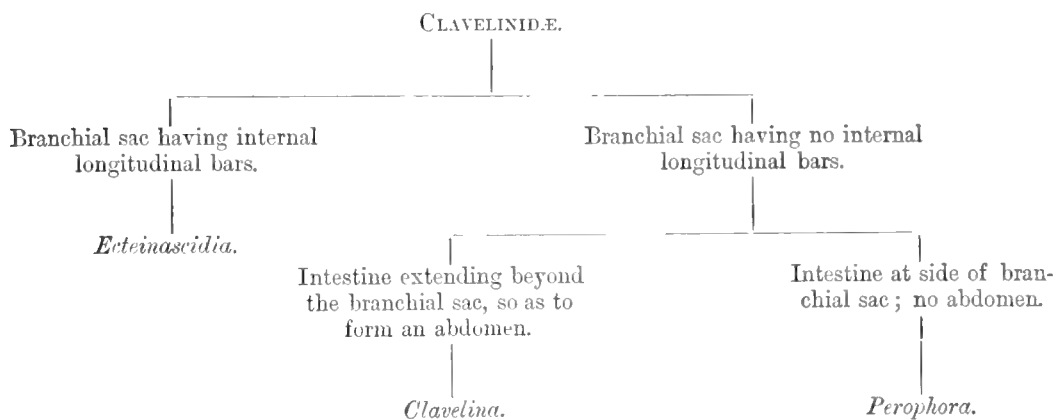 CLAVELINIDÆ.
Branchial sac having internal
longitudinal bars.
Branchial sac having no internal
longitudinal bars.
Ecteinascidia.
Intestine extending beyond
the branchial sac, so as to
form an abdomen.
Intestine at side of bran-
chial sac; no abdomen.
Clavelina.
Perophora.